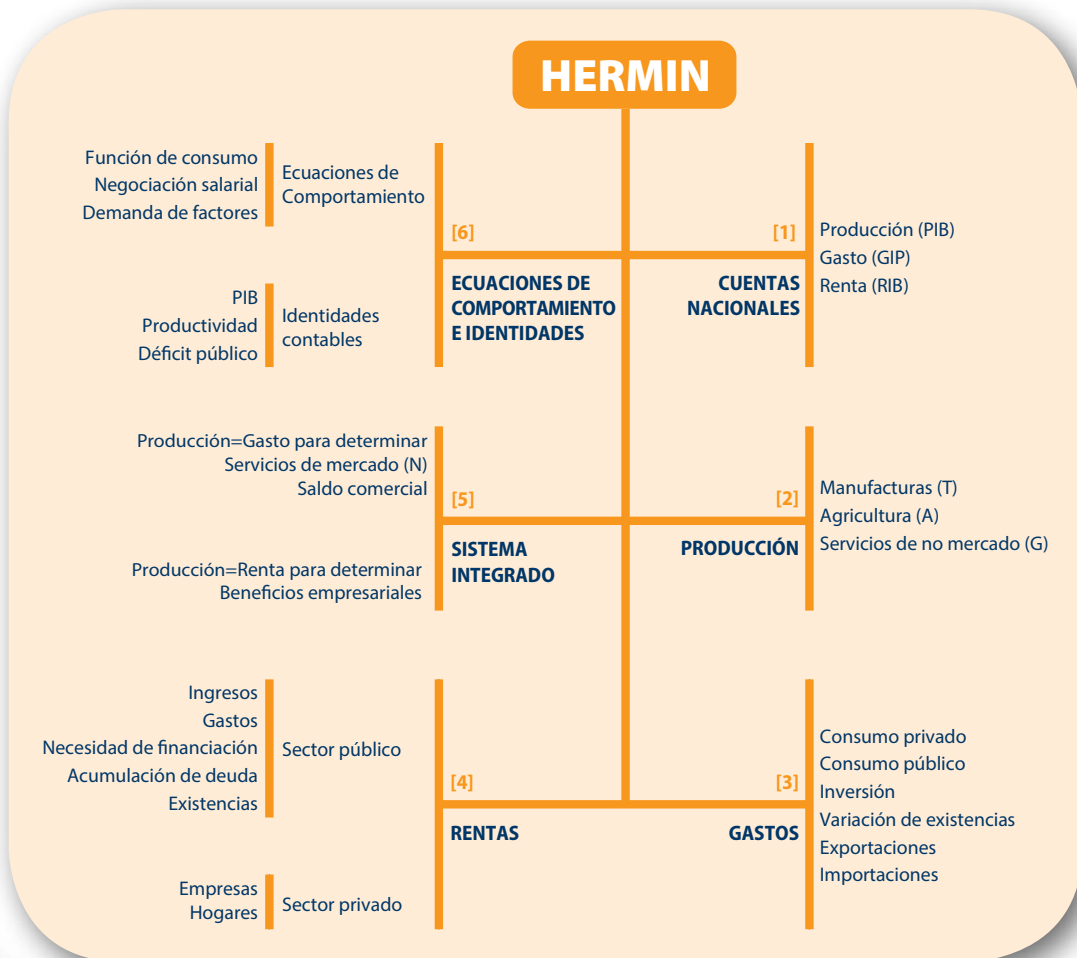 HERMIN
Función de consumo
Negociación salarial
Demanda de factores
Ecuaciones de
Comportamiento
PIB
Productividad
Déficit público
Identidades
contables
[6]
ECUACIONES DE
COMPORTAMIENTO
E IDENTIDADES
[1]
CUENTAS
NACIONALES
Producción (PIB)
Gasto (GIP)
Renta (RIB)
Producción=Gasto para determinar
Servicios de mercado (N)
Saldo comercial
Producción=Renta para determinar
Beneficios empresariales
[5]
SISTEMA
INTEGRADO
[2]
PRODUCCIÓN
Manufacturas (T)
Agricultura (A)
Servicios de no mercado (G)
Ingresos
Gastos
Necesidad de financiación
Acumulación de deuda
Existencias
Sector público
Empresas
Hogares
Sector privado
[4]
RENTAS
[3]
GASTOS
Consumo privado
Consumo público
Inversión
Variación de existencias
Exportaciones
Importaciones